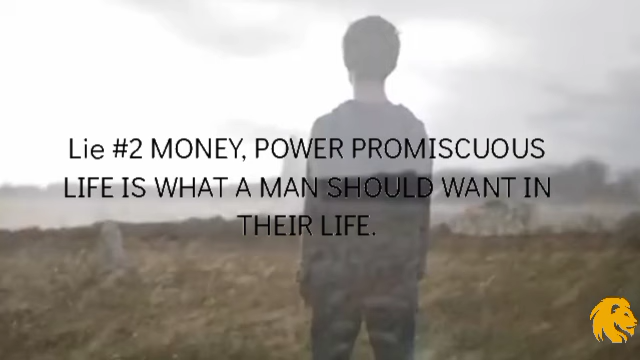 Lie #2 MONEY, POWER PROMISCUOUS
LIFE IS WHAT A MAN SHOULD WANT IN
THEIR LIFE.